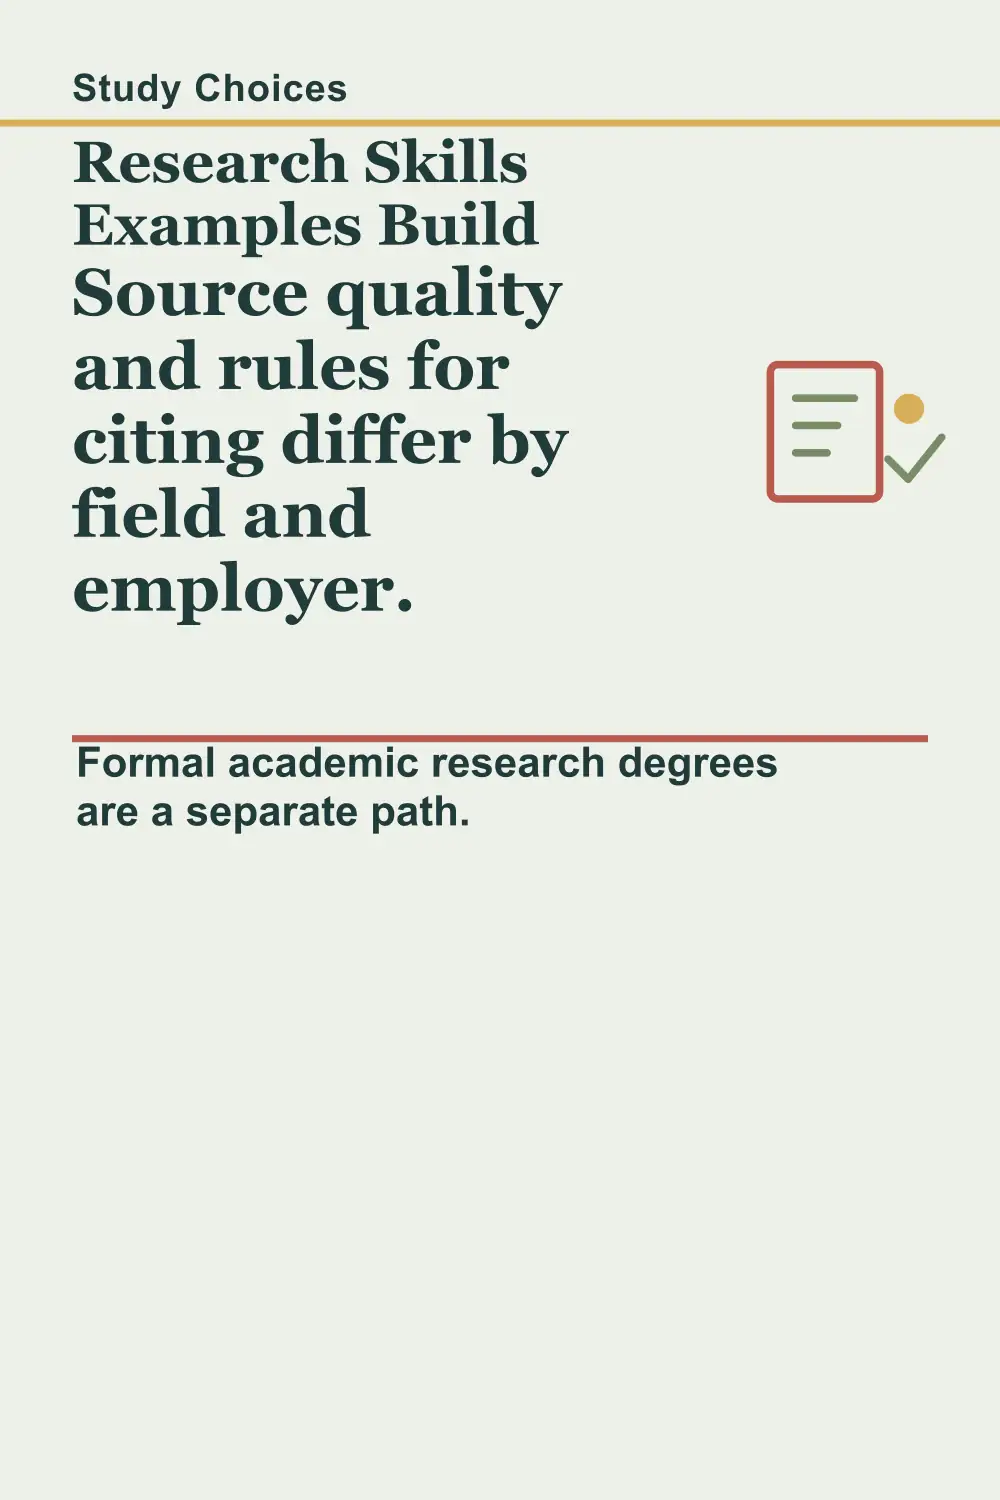 Study Choices
Research Skills
Examples Build
Source quality
and rules for
citing differ by
field and
employer.
Formal academic research degrees
are a separate path.